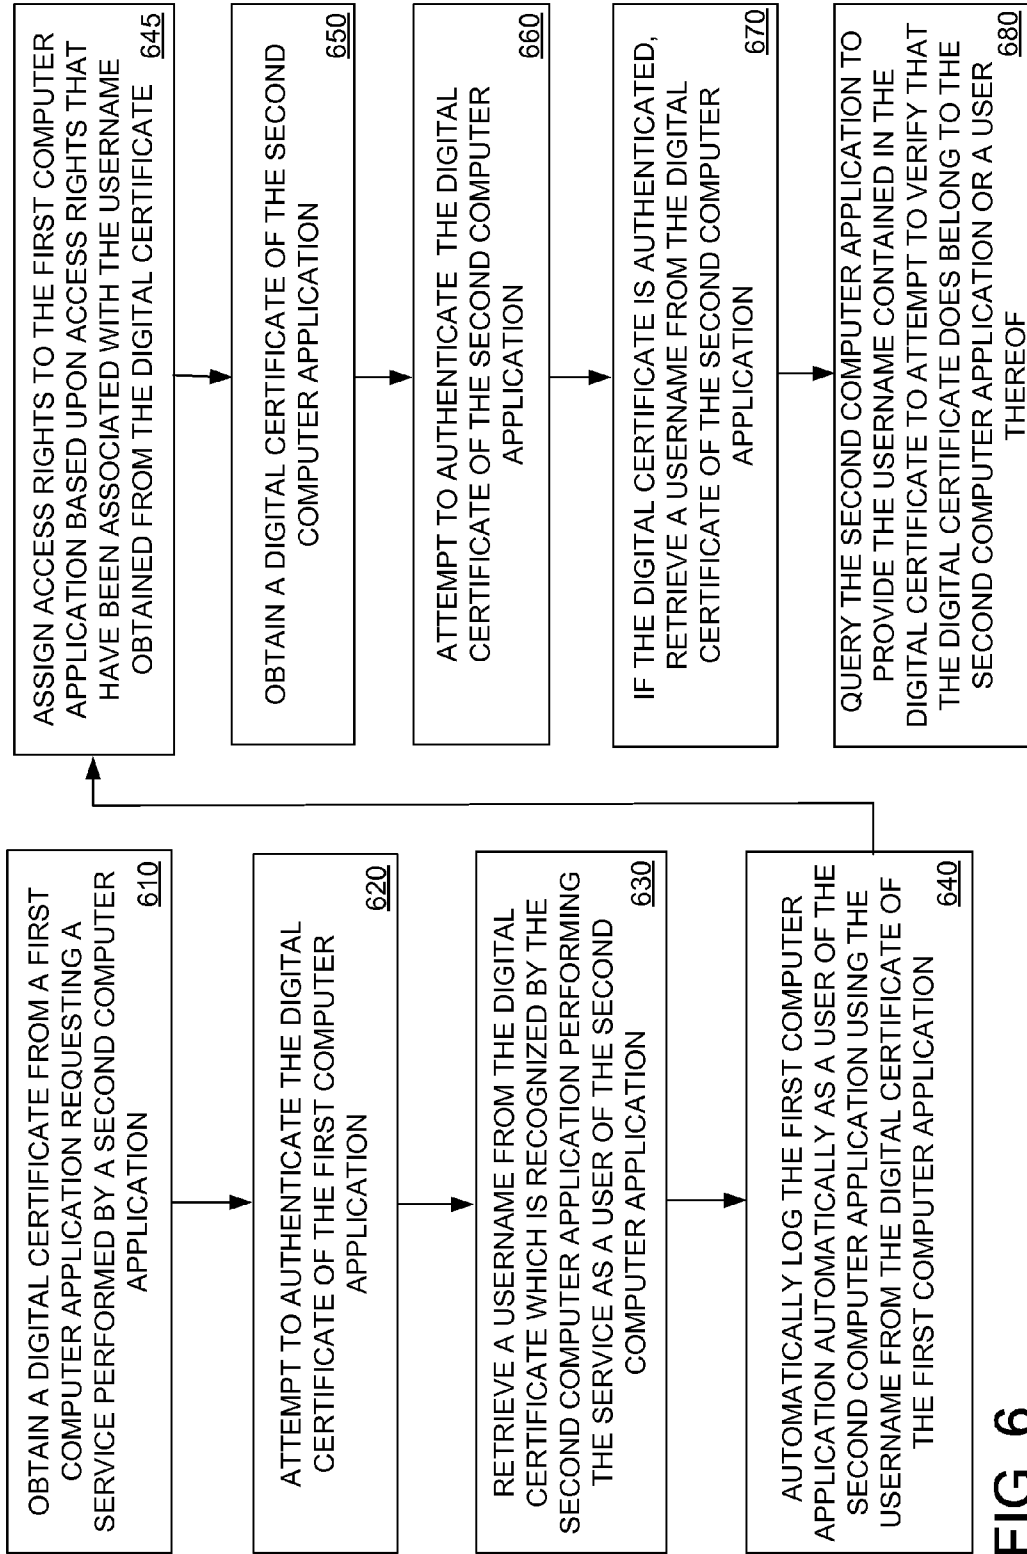 OBTAIN A DIGITAL CERTIFICATE FROM A FIRST
COMPUTER APPLICATION REQUESTING A
SERVICE PERFORMED BY A SECOND COMPUTER
APPLICATION
610
ATTEMPT TO AUTHENTICATE THE DIGITAL
CERTIFICATE OF THE FIRST COMPUTER
APPLICATION
620
RETRIEVE A USERNAME FROM THE DIGITAL
CERTIFICATE WHICH IS RECOGNIZED BY THE
SECOND COMPUTER APPLICATION PERFORMING
THE SERVICE AS A USER OF THE SECOND
COMPUTER APPLICATION
630
AUTOMATICALLY LOG THE FIRST COMPUTER
APPLICATION AUTOMATICALLY AS A USER OF THE
SECOND COMPUTER APPLICATION USING THE
USERNAME FROM THE DIGITAL CERTIFICATE OF
THE FIRST COMPUTER APPLICATION
640
ASSIGN ACCESS RIGHTS TO THE FIRST COMPUTER
APPLICATION BASED UPON ACCESS RIGHTS THAT
HAVE BEEN ASSOCIATED WITH THE USERNAME
OBTAINED FROM THE DIGITAL CERTIFICATE
645
OBTAIN A DIGITAL CERTIFICATE OF THE SECOND
COMPUTER APPLICATION
650
ATTEMPT TO AUTHENTICATE THE DIGITAL
CERTIFICATE OF THE SECOND COMPUTER
APPLICATION
660
IF THE DIGITAL CERTIFICATE IS AUTHENTICATED,
RETRIEVE A USERNAME FROM THE DIGITAL
CERTIFICATE OF THE SECOND COMPUTER
APPLICATION
670
QUERY THE SECOND COMPUTER APPLICATION TO
PROVIDE THE USERNAME CONTAINED IN THE
DIGITAL CERTIFICATE TO ATTEMPT TO VERIFY THAT
THE DIGITAL CERTIFICATE DOES BELONG TO THE
SECOND COMPUTER APPLICATION OR A USER
THEREOF
680
FIG. 6